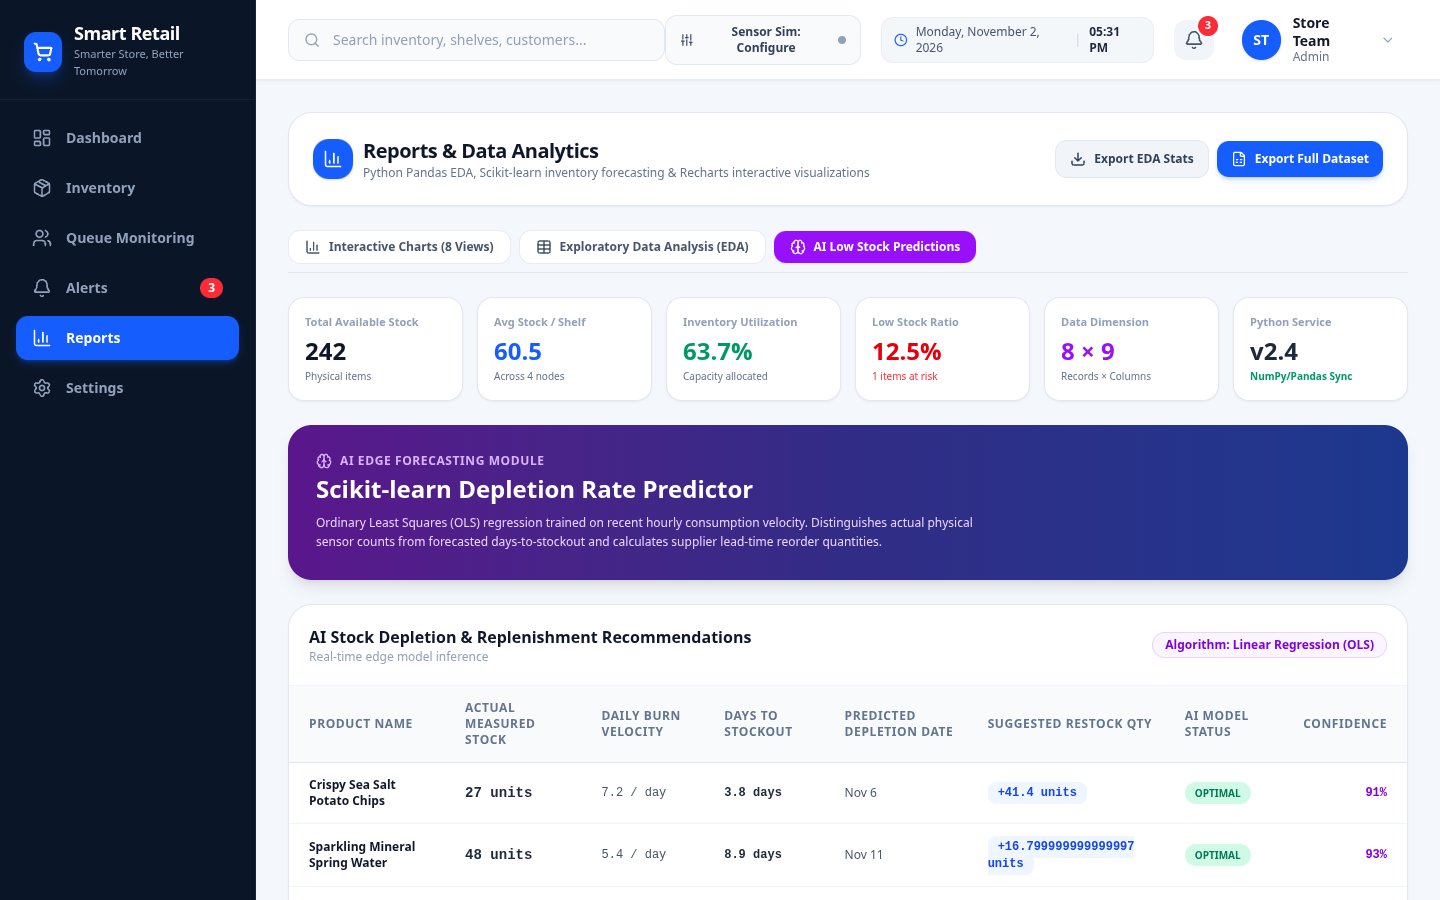 Smart Retail
Smarter Store, Better
Tomorrow
Dashboard
Inventory
Queue Monitoring
Alerts
3
Reports
Settings
Search inventory, shelves, customers...
Sensor Sim:
Configure
Monday, November 2,
2026
05:31
PM
3
ST
Store
Team
Admin
Reports & Data Analytics
Python Pandas EDA, Scikit-learn inventory forecasting & Recharts interactive visualizations
Export EDA Stats
Export Full Dataset
Interactive Charts (8 Views)
Exploratory Data Analysis (EDA)
AI Low Stock Predictions
Total Available Stock
242
Physical items
Avg Stock / Shelf
60.5
Across 4 nodes
Inventory Utilization
63.7%
Capacity allocated
Low Stock Ratio
12.5%
1 items at risk
Data Dimension
8 × 9
Records × Columns
Python Service
v2.4
NumPy/Pandas Sync
AI EDGE FORECASTING MODULE
Scikit-learn Depletion Rate Predictor
Ordinary Least Squares (OLS) regression trained on recent hourly consumption velocity. Distinguishes actual physical
sensor counts from forecasted days-to-stockout and calculates supplier lead-time reorder quantities.
AI Stock Depletion & Replenishment Recommendations
Real-time edge model inference
Algorithm: Linear Regression (OLS)
PRODUCT NAME
ACTUAL
MEASURED
STOCK
DAILY BURN
VELOCITY
DAYS TO
STOCKOUT
PREDICTED
DEPLETION DATE
SUGGESTED RESTOCK QTY
AI MODEL
STATUS
CONFIDENCE
Crispy Sea Salt
Potato Chips
27 units
7.2 / day
3.8 days
Nov 6
+41.4 units
OPTIMAL
91%
Sparkling Mineral
Spring Water
48 units
5.4 / day
8.9 days
Nov 11
+16.799999999999997
units
OPTIMAL
93%